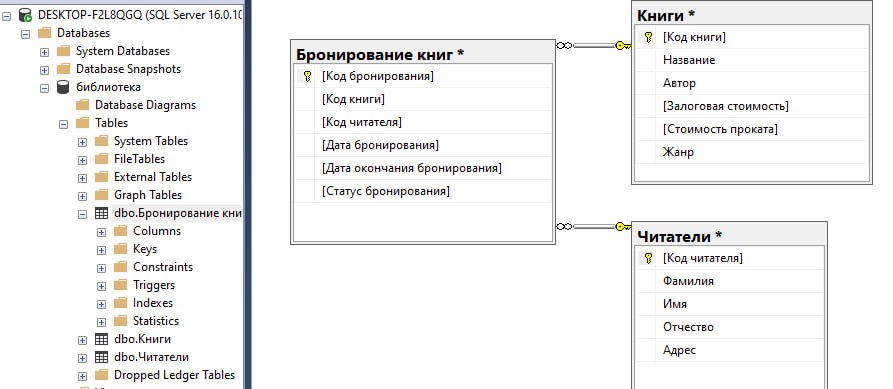 DESKTOP-F2L8QGQ (SQL Server 16.0.10
Databases
System Databases
Database Snapshots
библиотека
Database Diagrams
Tables
System Tables
FileTables
External Tables
Graph Tables
dbo.Бронирование кни
Columns
Keys
Constraints
Triggers
Indexes
Statistics
dbo.Книги
dbo.Читатели
Dropped Ledger Tables
Бронирование книг *
[Код бронирования]
[Код книги]
[Код читателя]
[Дата бронирования]
[Дата окончания бронирования]
[Статус бронирования]
Книги *
[Код книги]
Название
Автор
[Залоговая стоимость]
[Стоимость проката]
Жанр
Читатели *
[Код читателя]
Фамилия
Имя
Отчество
Адрес